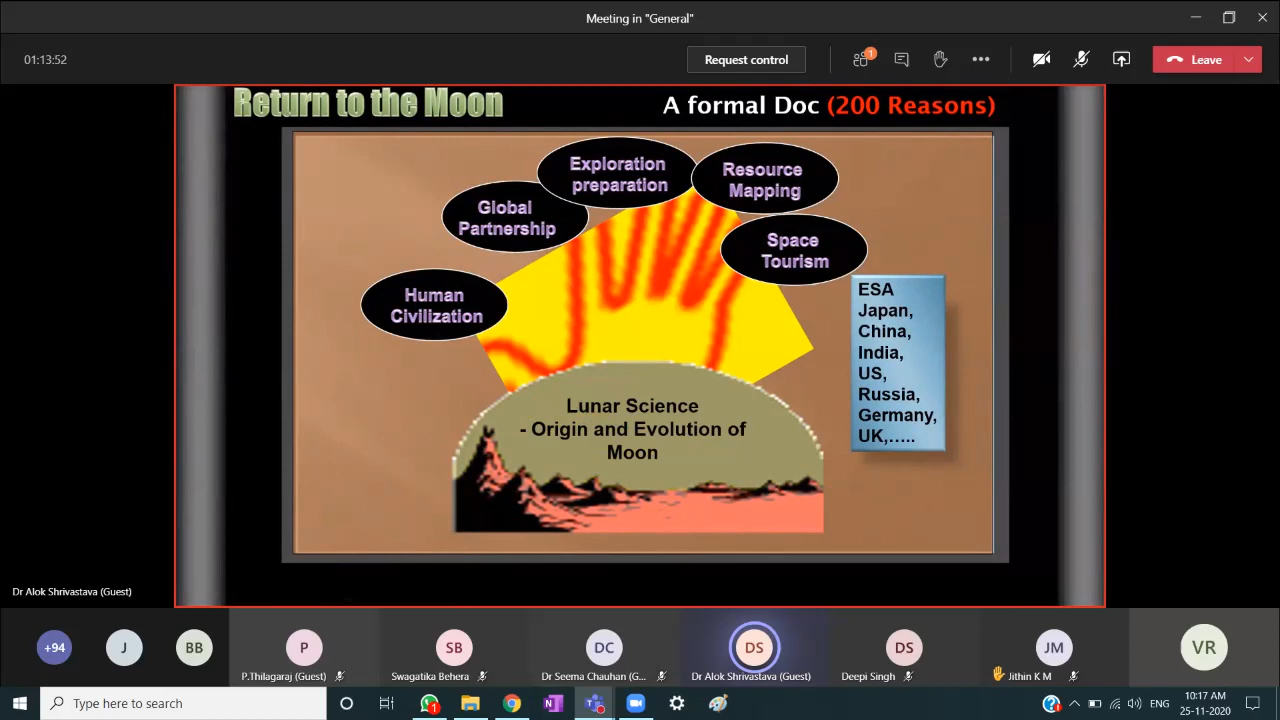 Meeting in "General"
01:13:52
Request control
1
Leave
Return to the Moon
A formal Doc (200 Reasons)
Exploration
preparation
Resource
Mapping
Global
Partnership
Space
Tourism
Human
Civilization
ESA
Japan,
China,
India,
US,
Russia,
Germany,
UK,.....
Lunar Science
- Origin and Evolution of
Moon
Dr Alok Shrivastava (Guest)
+94
J
BB
P
P.Thilagaraj (Guest)
SB
Swagatika Behera
DC
Dr Seema Chauhan (G...
DS
Dr Alok Shrivastava (Guest)
DS
Deepi Singh
JM
Jithin K M
VR
Type here to search
1
ENG
10:17 AM
25-11-2020